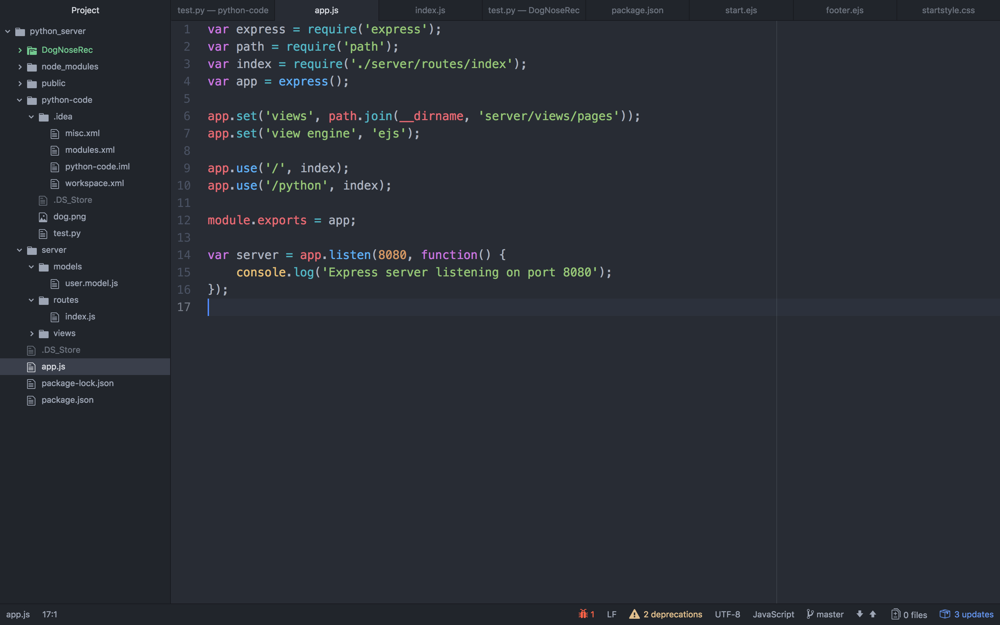 Project
python_server
DogNoseRec
node_modules
public
python-code
.idea
misc.xml
modules.xml
python-code.iml
workspace.xml
.DS_Store
dog.png
test.py
server
models
user.model.js
routes
index.js
views
.DS_Store
app.js
package-lock.json
package.json
test.py — python-code
app.js
index.js
test.py — DogNoseRec
package.json
start.ejs
footer.ejs
startstyle.css
1 var express = require('express');
2 var path = require('path');
3 var index = require('./server/routes/index');
4 var app = express();
5
6 app.set('views', path.join(__dirname, 'server/views/pages'));
7 app.set('view engine', 'ejs');
8
9 app.use('/', index);
10 app.use('/python', index);
11
12 module.exports = app;
13
14 var server = app.listen(8080, function() {
15     console.log('Express server listening on port 8080');
16 });
17
app.js 17:1 1 LF 2 deprecations UTF-8 JavaScript master 0 files 3 updates